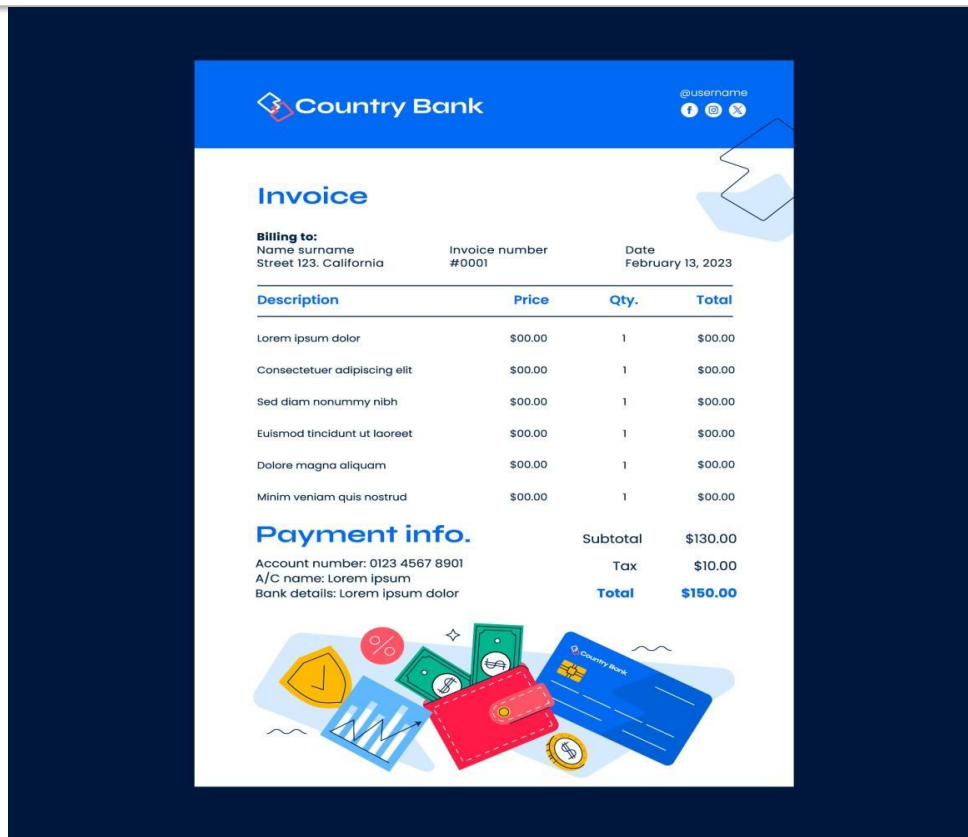 Country Bank
@username
Invoice
Billing to:
Name surname
Street 123. California
Invoice number
#0001
Date
February 13, 2023
Description Price Qty. Total
Lorem ipsum dolor $00.00 1 $00.00
Consectetuer adipiscing elit $00.00 1 $00.00
Sed diam nonummy nibh $00.00 1 $00.00
Euismod tincidunt ut laoreet $00.00 1 $00.00
Dolore magna aliquam $00.00 1 $00.00
Minim veniam quis nostrud $00.00 1 $00.00
Payment info.
Account number: 0123 4567 8901
A/C name: Lorem ipsum
Bank details: Lorem ipsum dolor
Subtotal $130.00
Tax $10.00
Total $150.00
%
$
$
Country Bank
$